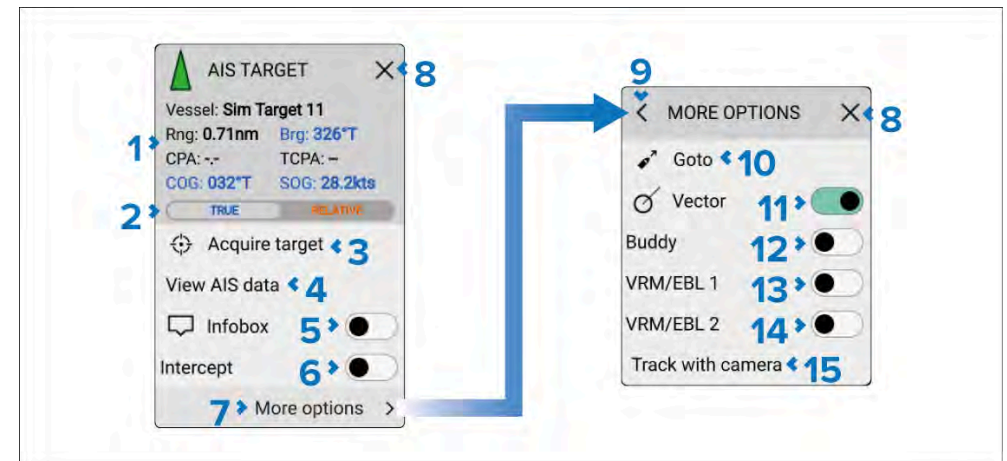 AIS TARGET
8
Vessel: Sim Target 11
1
Rng: 0.71nm Brg: 326°T
CPA: -.- TCPA: –
COG: 032°T SOG: 28.2kts
2
TRUE RELATIVE
Acquire target 3
View AIS data 4
Infobox 5
Intercept 6
7 More options >
9
< MORE OPTIONS
8
Goto 10
Vector 11
Buddy 12
VRM/EBL 1 13
VRM/EBL 2 14
Track with camera 15